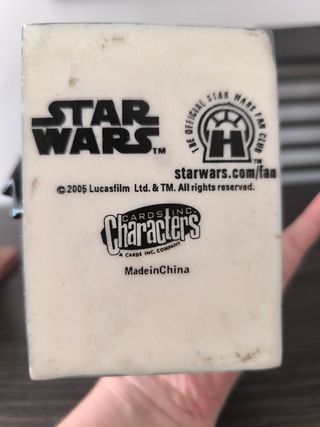 STAR
WARS TM
THE OFFICIAL STAR WARS FAN CLUB
H TM
starwars.com/fan
©2005 Lucasfilm Ltd. & TM. All rights reserved.
CARDS INC.
Characters
A CARDS INC. COMPANY
MadeinChina